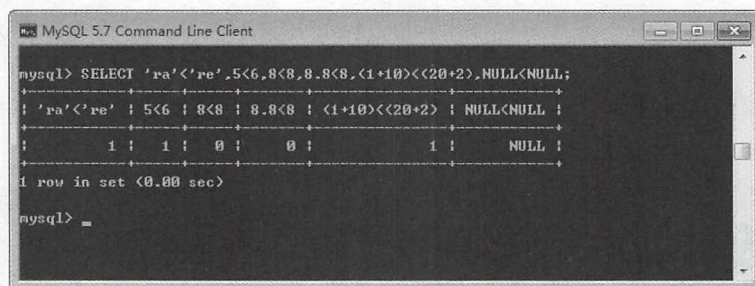 MySQL 5.7 Command Line Client
mysql> SELECT 'ra'<'re',5<6,8<8,8.8<8,(1+10)<(20+2),NULL<NULL;
+-----------+-----+-----+-------+---------------+-----------+
| 'ra'<'re' | 5<6 | 8<8 | 8.8<8 | (1+10)<(20+2) | NULL<NULL |
+-----------+-----+-----+-------+---------------+-----------+
| 1 | 1 | 0 | 0 | 1 | NULL |
+-----------+-----+-----+-------+---------------+-----------+
1 row in set (0.00 sec)
mysql> _